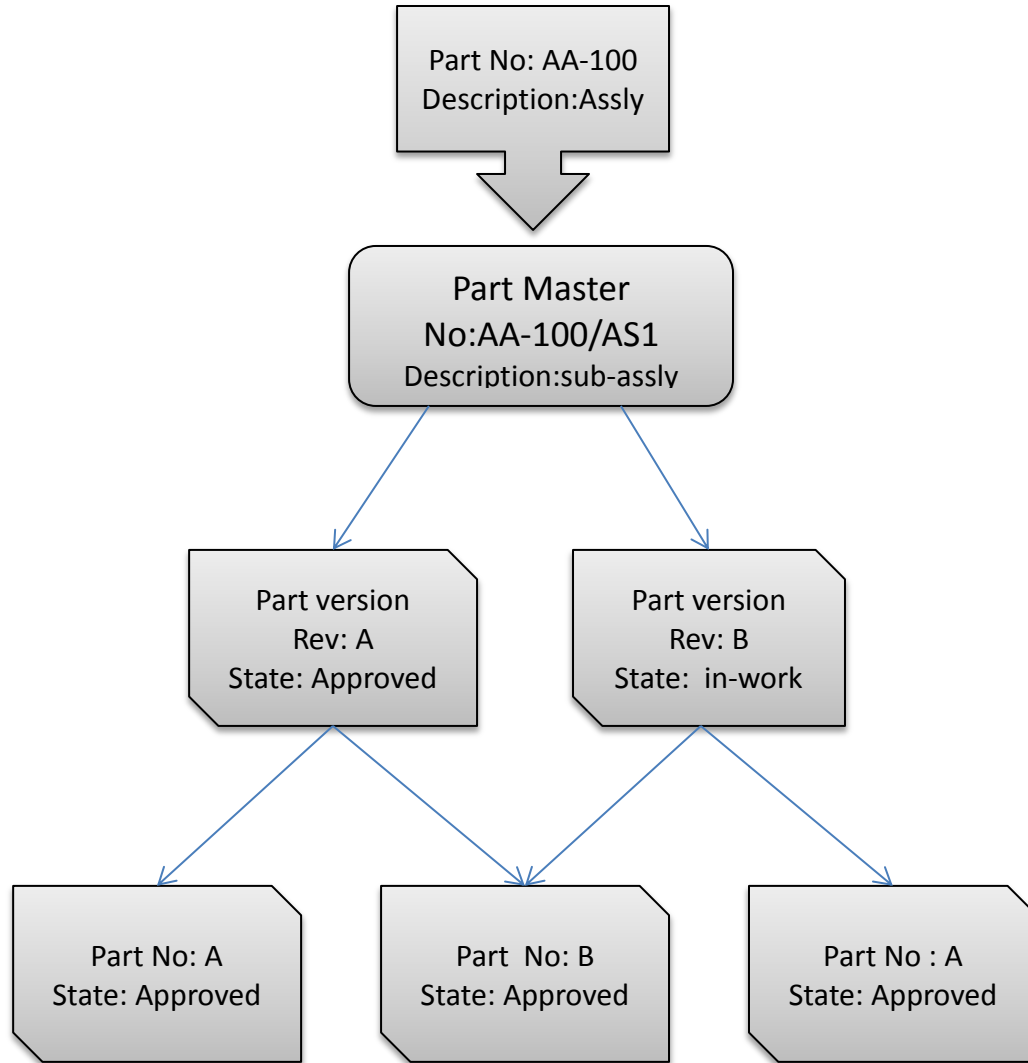 Part No: AA-100
Description:Assly
Part Master
No:AA-100/AS1
Description:sub-assly
Part version
Rev: A
State: Approved
Part version
Rev: B
State:  in-work
Part No: A
State: Approved
Part  No: B
State: Approved
Part No : A
State: Approved